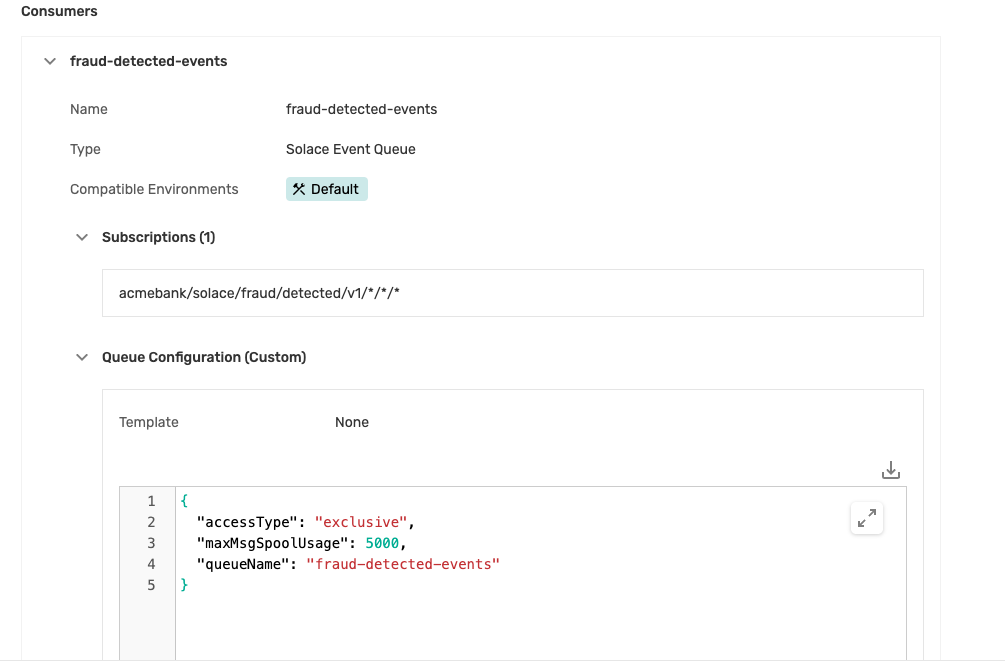 Consumers
fraud-detected-events
Name fraud-detected-events
Type Solace Event Queue
Compatible Environments Default
Subscriptions (1)
acmebank/solace/fraud/detected/v1/*/*/*
Queue Configuration (Custom)
Template None
1 {
2 "accessType": "exclusive",
3 "maxMsgSpoolUsage": 5000,
4 "queueName": "fraud-detected-events"
5 }